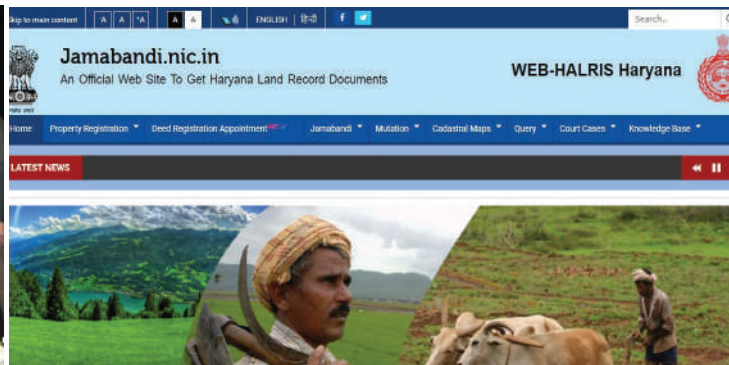 Skip to main content -A A +A A A ENGLISH हिन्दी f Search..
Jamabandi.nic.in
An Official Web Site To Get Haryana Land Record Documents
WEB-HALRIS Haryana
Home Property Registration Deed Registration Appointment Jamabandi Mutation Cadastral Maps Query Court Cases Knowledge Base
LATEST NEWS